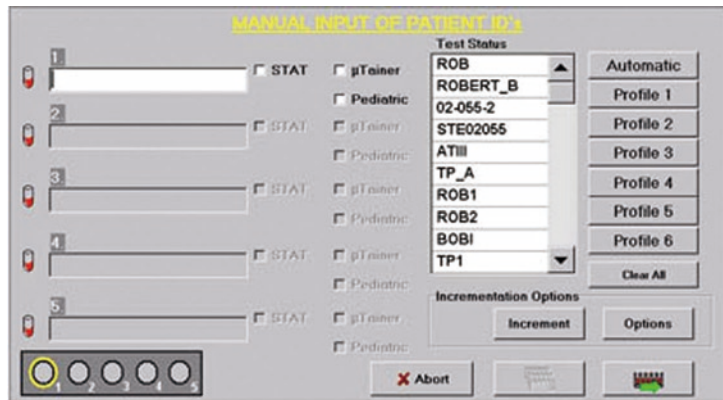 MANUAL INPUT OF PATIENT ID's
1
STAT
µTainer
Pediatric
2
STAT
µTainer
Pediatric
3
STAT
µTainer
Pediatric
4
STAT
µTainer
Pediatric
5
STAT
µTainer
Pediatric
1 2 3 4 5
Test Status
ROB
ROBERT_B
02-055-2
STE02055
ATIII
TP_A
ROB1
ROB2
BOBI
TP1
Automatic
Profile 1
Profile 2
Profile 3
Profile 4
Profile 5
Profile 6
Clear All
Incrementation Options
Increment
Options
Abort